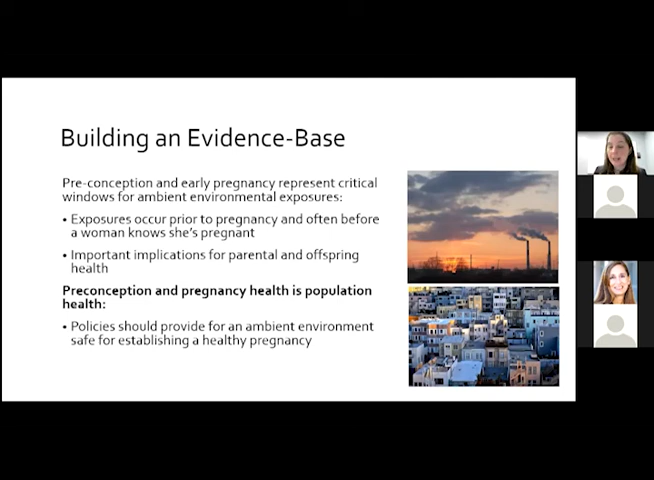 Building an Evidence-Base
Pre-conception and early pregnancy represent critical
windows for ambient environmental exposures:
• Exposures occur prior to pregnancy and often before
a woman knows she's pregnant
• Important implications for parental and offspring
health
Preconception and pregnancy health is population
health:
• Policies should provide for an ambient environment
safe for establishing a healthy pregnancy